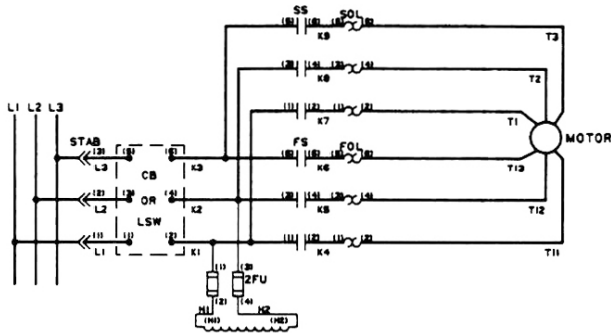 SS SOL
(5) (6) (5) (6)
K9 T3
(3) (4) (3) (4)
K8 T2
L1 L2 L3
(1) (2) (1) (2)
K7 T1 MOTOR
STAB FS FOL
(3) (5) (6) (5) (6) (5) (6)
L3 CB K3 K6 T13
(2) (3) (4) (3) (4) (3) (4)
L2 OR K2 K5 T12
LSW
(1) (1) (2) (1) (2) (1) (2)
L1 K1 K4 T11
(1) (3)
2FU
(2) (4)
H1 H2
(H1) (H2)